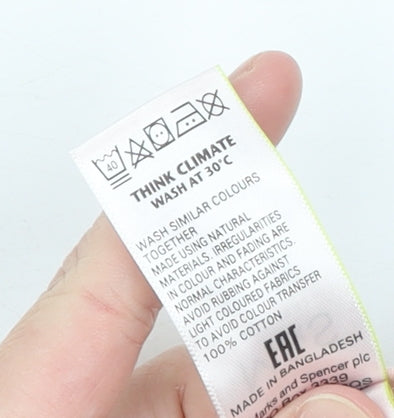 40
THINK CLIMATE
WASH AT 30°C
WASH SIMILAR COLOURS
TOGETHER
MADE USING NATURAL
MATERIALS. IRREGULARITIES
IN COLOUR AND FADING ARE
NORMAL CHARACTERISTICS.
AVOID RUBBING AGAINST
LIGHT COLOURED FABRICS
TO AVOID COLOUR TRANSFER
100% COTTON
EAC
MADE IN BANGLADESH
Marks and Spencer plc
Box 3339